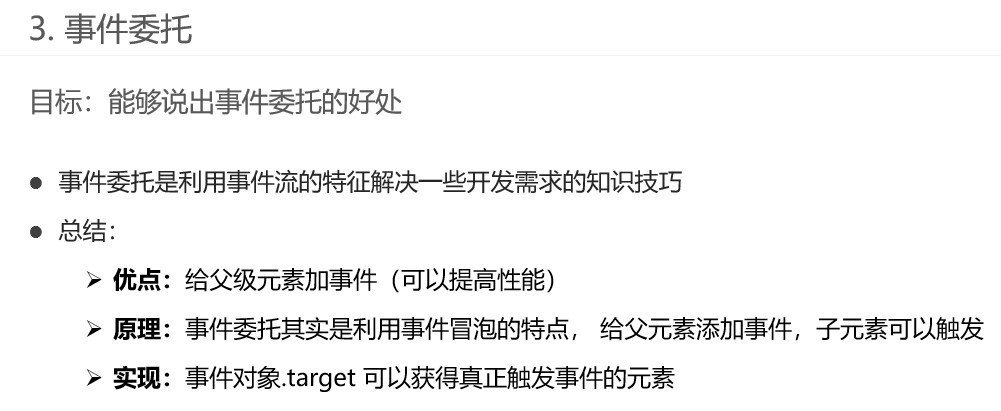 3. 事件委托
目标：能够说出事件委托的好处
● 事件委托是利用事件流的特征解决一些开发需求的知识技巧
● 总结：
➢ 优点：给父级元素加事件（可以提高性能）
➢ 原理：事件委托其实是利用事件冒泡的特点， 给父元素添加事件，子元素可以触发
➢ 实现：事件对象.target 可以获得真正触发事件的元素